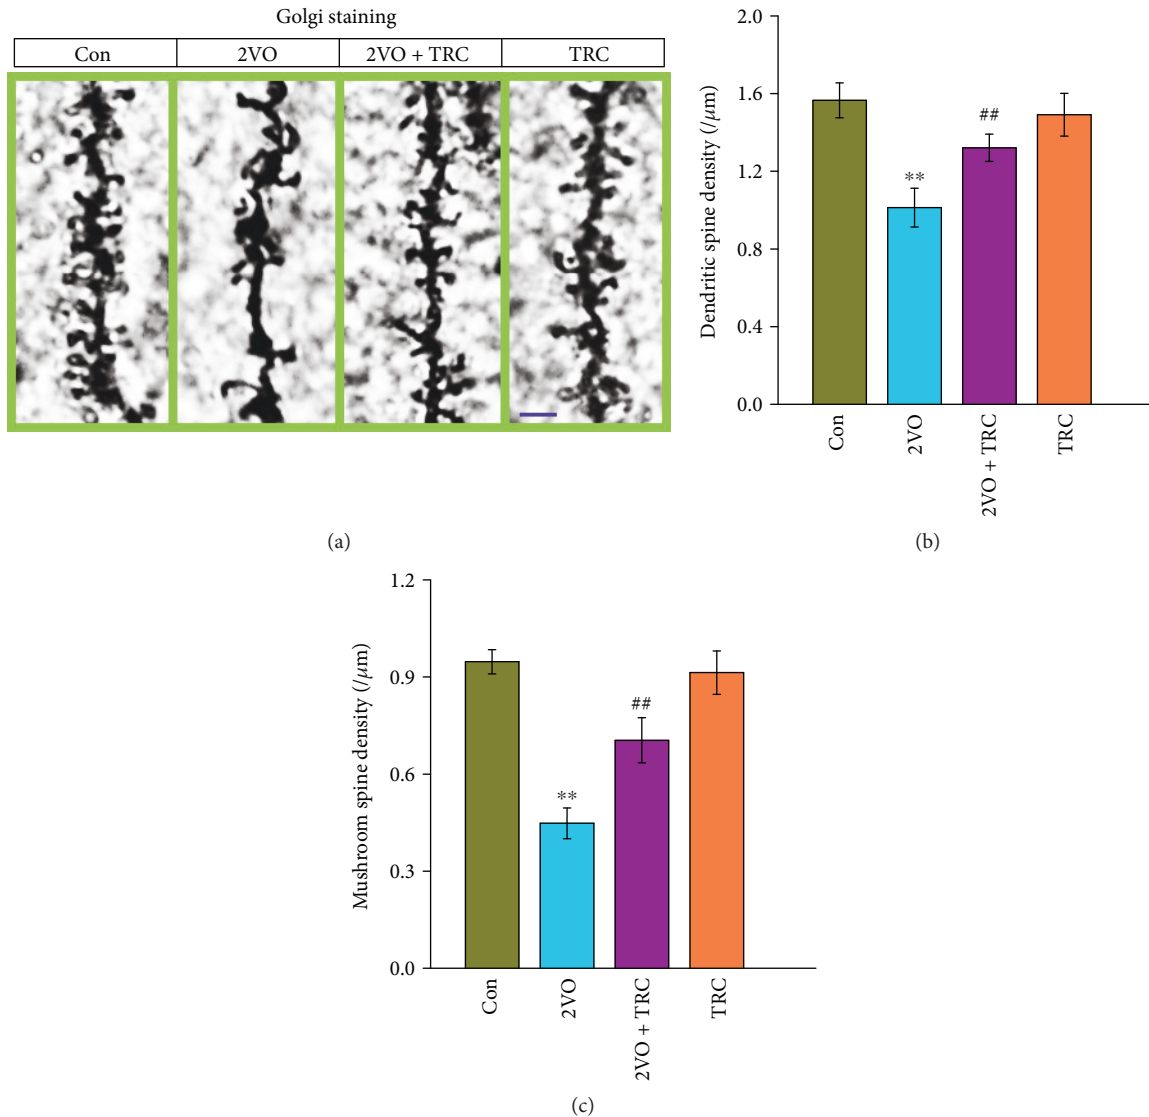 Golgi staining
Con 2VO 2VO + TRC TRC
(a)
Dendritic spine density (/μm)
2.0
1.6
1.2
0.8
0.4
0.0
**
##
Con 2VO 2VO + TRC TRC
(b)
Mushroom spine density (/μm)
1.2
0.9
0.6
0.3
0.0
**
##
Con 2VO 2VO + TRC TRC
(c)